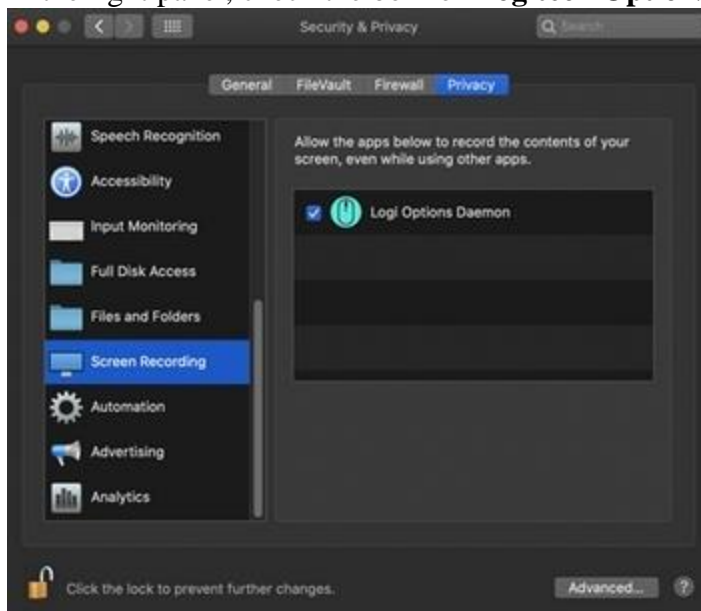 Security & Privacy
Search
General FileVault Firewall Privacy
Speech Recognition
Accessibility
Input Monitoring
Full Disk Access
Files and Folders
Screen Recording
Automation
Advertising
Analytics
Allow the apps below to record the contents of your
screen, even while using other apps.
Logi Options Daemon
Click the lock to prevent further changes.
Advanced...
?